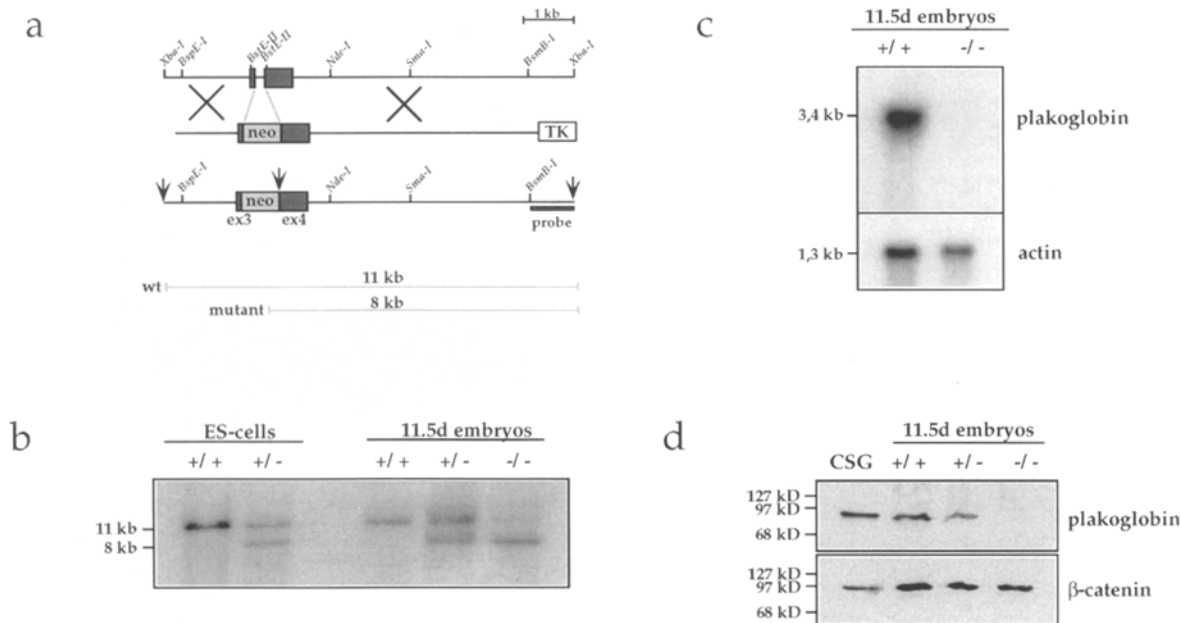 a
1 kb
Xba-I BspE-I BstE-II BstE-II Nde-I Sma-I BsmB-I Xba-I
neo TK
BspE-I Nde-I Sma-I BsmB-I
neo
ex3 ex4 probe
wt 11 kb
mutant 8 kb
b
ES-cells 11.5d embryos
+/+ +/- +/+ +/- -/-
11 kb
8 kb
c
11.5d embryos
+/+ -/-
3,4 kb plakoglobin
1,3 kb actin
d
11.5d embryos
CSG +/+ +/- -/-
127 kD
97 kD plakoglobin
68 kD
127 kD
97 kD β-catenin
68 kD